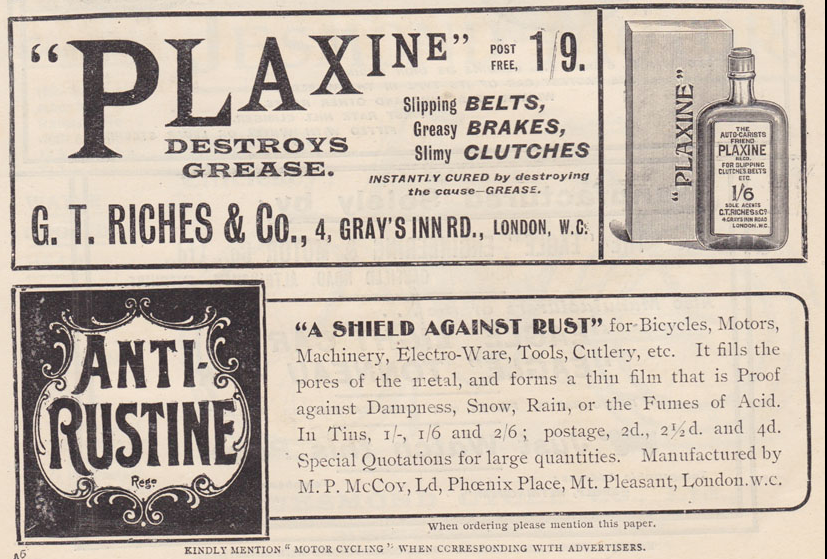 "PLAXINE" POST FREE, 1/9.
DESTROYS
GREASE.
Slipping BELTS,
Greasy BRAKES,
Slimy CLUTCHES
INSTANTLY CURED by destroying
the cause—GREASE.
G. T. RICHES & Co., 4, GRAY'S INN RD., LONDON, W.C.
"PLAXINE"
THE
AUTO-CARISTS
FRIEND
PLAXINE
REGD.
FOR SLIPPING
CLUTCHES BELTS
ETC.
1/6
SOLE AGENTS
G.T. RICHES & Co
4 GRAYS INN ROAD
LONDON. W.C.
ANTI-
RUSTINE
Regd
"A SHIELD AGAINST RUST" for Bicycles, Motors,
Machinery, Electro-Ware, Tools, Cutlery, etc. It fills the
pores of the metal, and forms a thin film that is Proof
against Dampness, Snow, Rain, or the Fumes of Acid.
In Tins, 1/-, 1/6 and 2/6; postage, 2d., 2½d. and 4d.
Special Quotations for large quantities. Manufactured by
M. P. McCoy, Ld, Phœnix Place, Mt. Pleasant, London.w.c.
When ordering please mention this paper.
A6 KINDLY MENTION "MOTOR CYCLING" WHEN CORRESPONDING WITH ADVERTISERS.